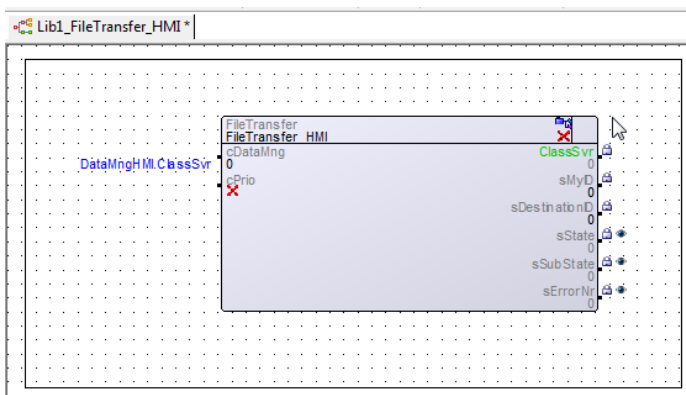 Lib1_FileTransfer_HMI *
FileTransfer
FileTransfer_HMI
DataMngHMI.ClassSvr
cDataMng
0
cPrio
ClassSvr
0
sMyID
0
sDestinationID
0
sState
0
sSubState
0
sErrorNr
0